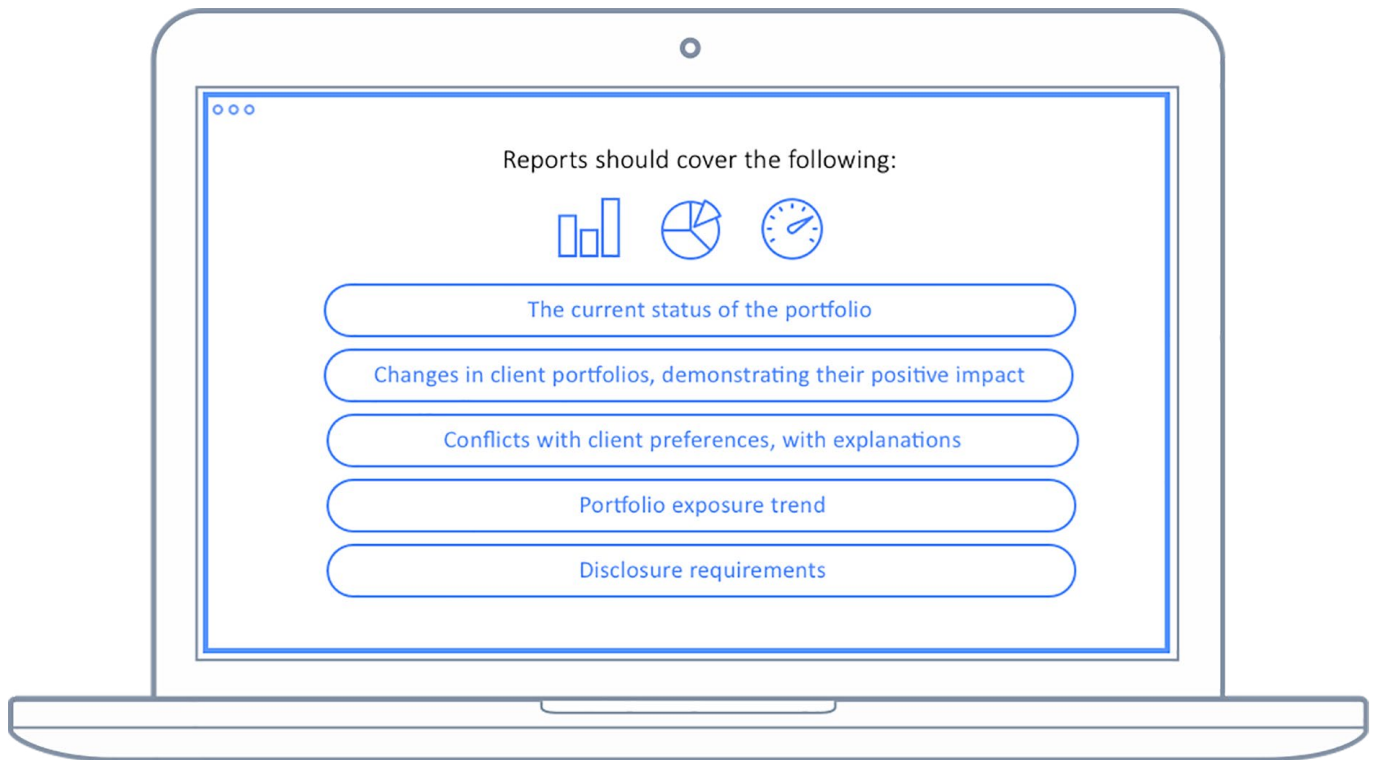 Reports should cover the following:
The current status of the portfolio
Changes in client portfolios, demonstrating their positive impact
Conflicts with client preferences, with explanations
Portfolio exposure trend
Disclosure requirements